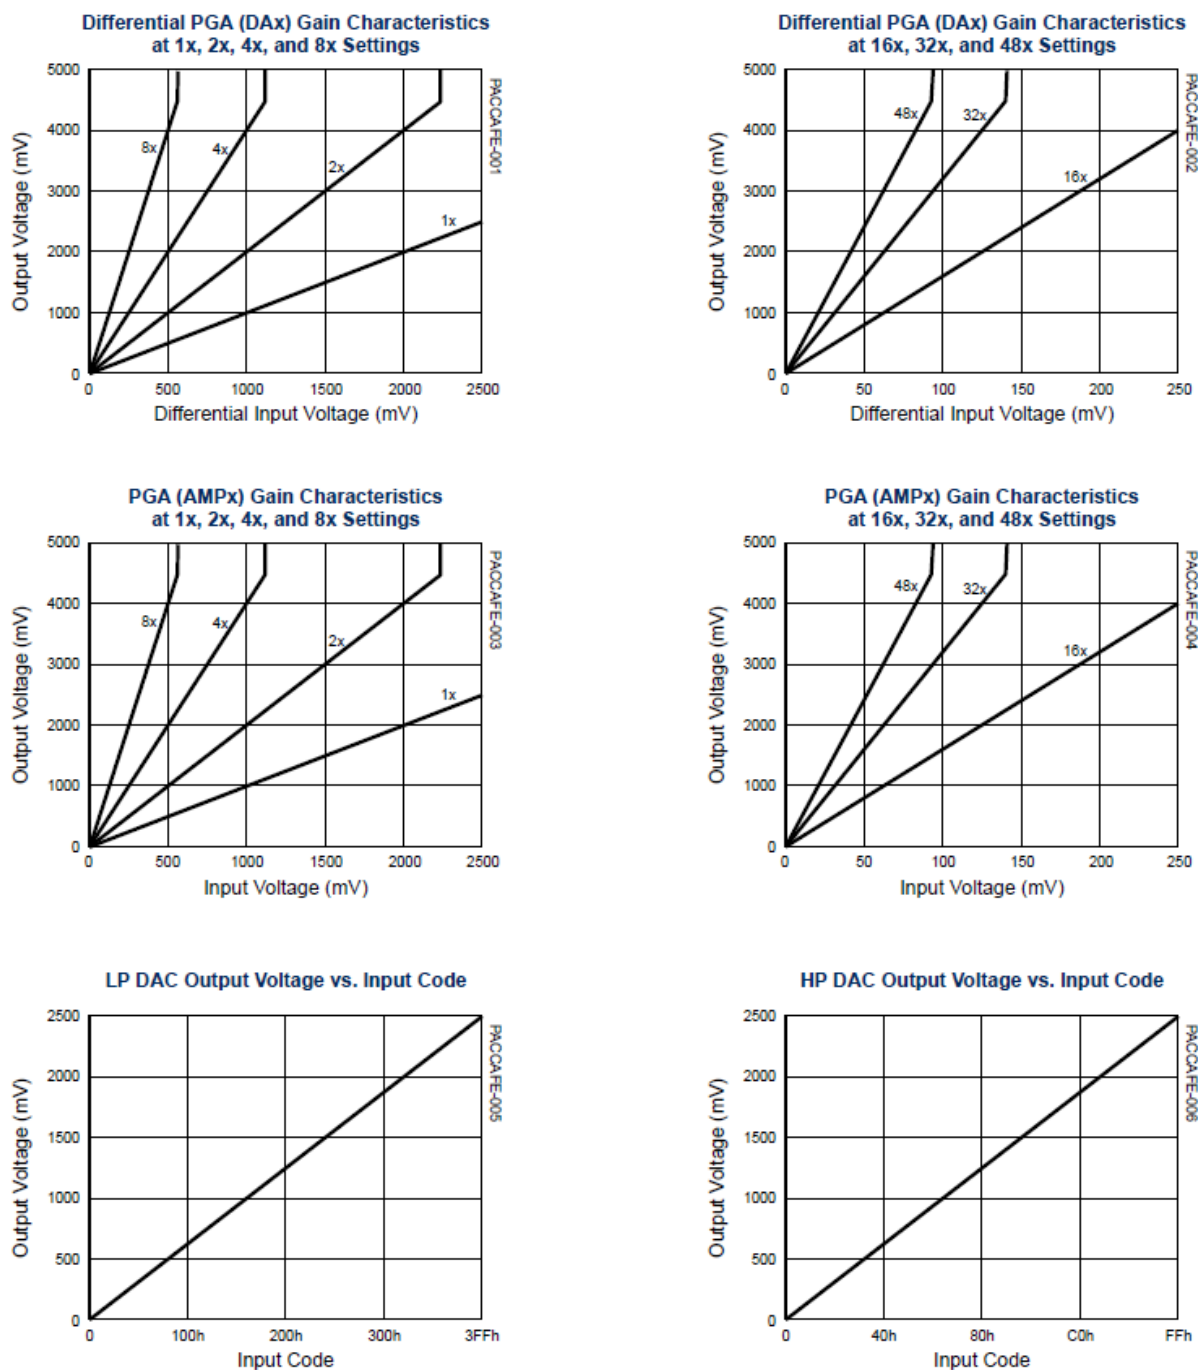 Differential PGA (DAx) Gain Characteristics
at 1x, 2x, 4x, and 8x Settings
5000
4000
3000
2000
1000
0
Output Voltage (mV)
8x
4x
2x
1x
PACCAFE-001
0 500 1000 1500 2000 2500
Differential Input Voltage (mV)
Differential PGA (DAx) Gain Characteristics
at 16x, 32x, and 48x Settings
5000
4000
3000
2000
1000
0
Output Voltage (mV)
48x
32x
16x
PACCAFE-002
0 50 100 150 200 250
Differential Input Voltage (mV)
PGA (AMPx) Gain Characteristics
at 1x, 2x, 4x, and 8x Settings
5000
4000
3000
2000
1000
0
Output Voltage (mV)
8x
4x
2x
1x
PACCAFE-003
0 500 1000 1500 2000 2500
Input Voltage (mV)
PGA (AMPx) Gain Characteristics
at 16x, 32x, and 48x Settings
5000
4000
3000
2000
1000
0
Output Voltage (mV)
48x
32x
16x
PACCAFE-004
0 50 100 150 200 250
Input Voltage (mV)
LP DAC Output Voltage vs. Input Code
2500
2000
1500
1000
500
0
Output Voltage (mV)
PACCAFE-005
0 100h 200h 300h 3FFh
Input Code
HP DAC Output Voltage vs. Input Code
2500
2000
1500
1000
500
0
Output Voltage (mV)
PACCAFE-006
0 40h 80h C0h FFh
Input Code